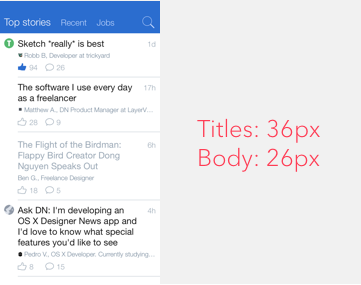 Top stories Recent Jobs
Sketch *really* is best 1d
Robb B, Developer at trickyard
94 26
The software I use every day 17h
as a freelancer
Matthew A., DN Product Manager at LayerV...
28 9
The Flight of the Birdman: 6h
Flappy Bird Creator Dong
Nguyen Speaks Out
Ben G., Freelance Designer
18 5
Ask DN: I'm developing an 4h
OS X Designer News app and
I'd love to know what special
features you'd like to see
Pedro V., OS X Developer. Currently studying...
8 15
Titles: 36px
Body: 26px